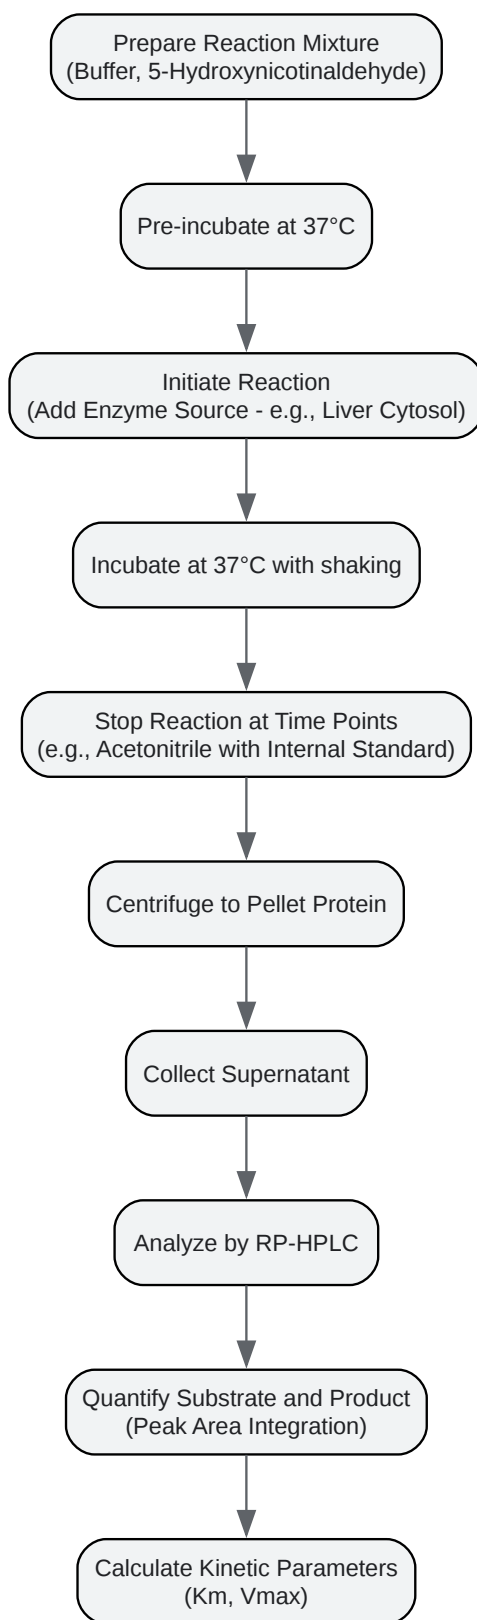 Prepare Reaction Mixture
(Buffer, 5-Hydroxynicotinaldehyde)
Pre-incubate at 37°C
Initiate Reaction
(Add Enzyme Source - e.g., Liver Cytosol)
Incubate at 37°C with shaking
Stop Reaction at Time Points
(e.g., Acetonitrile with Internal Standard)
Centrifuge to Pellet Protein
Collect Supernatant
Analyze by RP-HPLC
Quantify Substrate and Product
(Peak Area Integration)
Calculate Kinetic Parameters
(Km, Vmax)